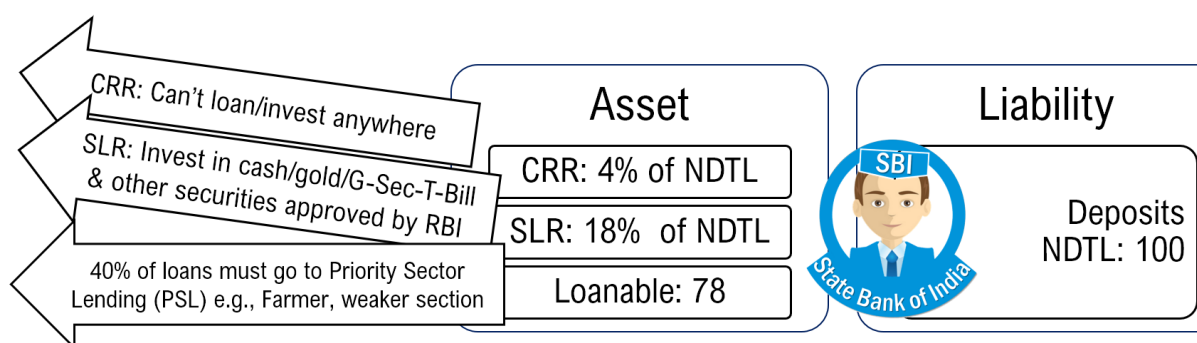 CRR: Can't loan/invest anywhere
SLR: Invest in cash/gold/G-Sec-T-Bill
& other securities approved by RBI
40% of loans must go to Priority Sector
Lending (PSL) e.g., Farmer, weaker section
Asset
CRR: 4% of NDTL
SLR: 18% of NDTL
Loanable: 78
Liability
SBI
State Bank of India
Deposits
NDTL: 100